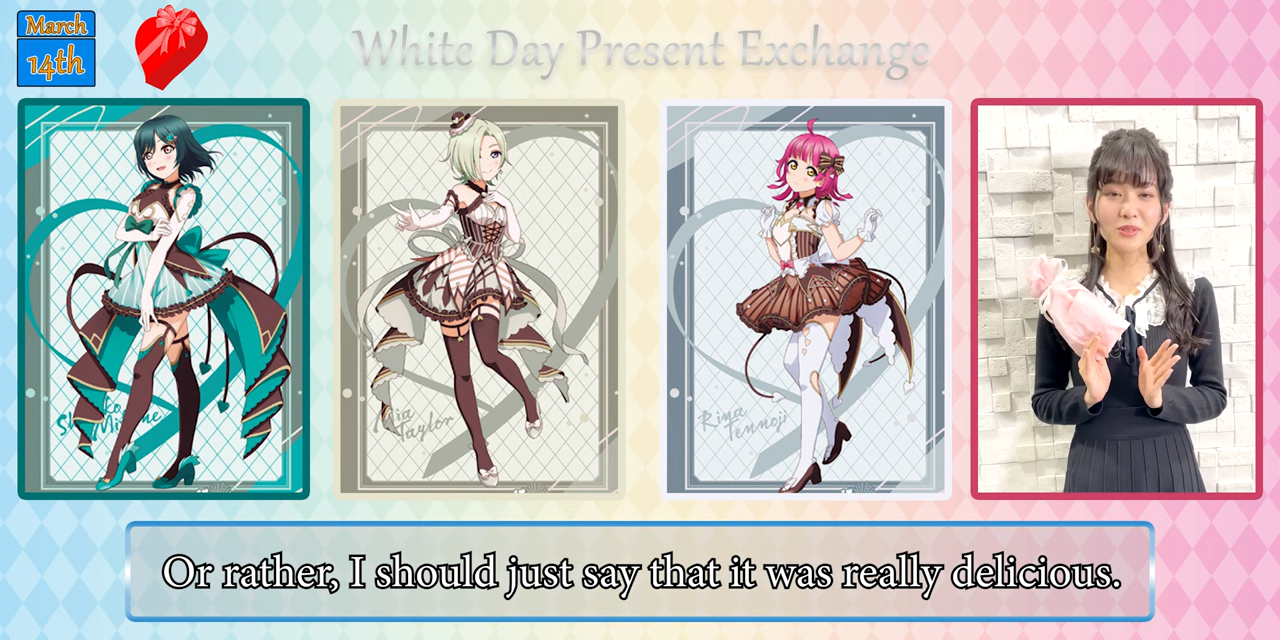 March
14th
White Day Present Exchange
Mia
Taylor
Rina
Tennoji
Or rather, I should just say that it was really delicious.